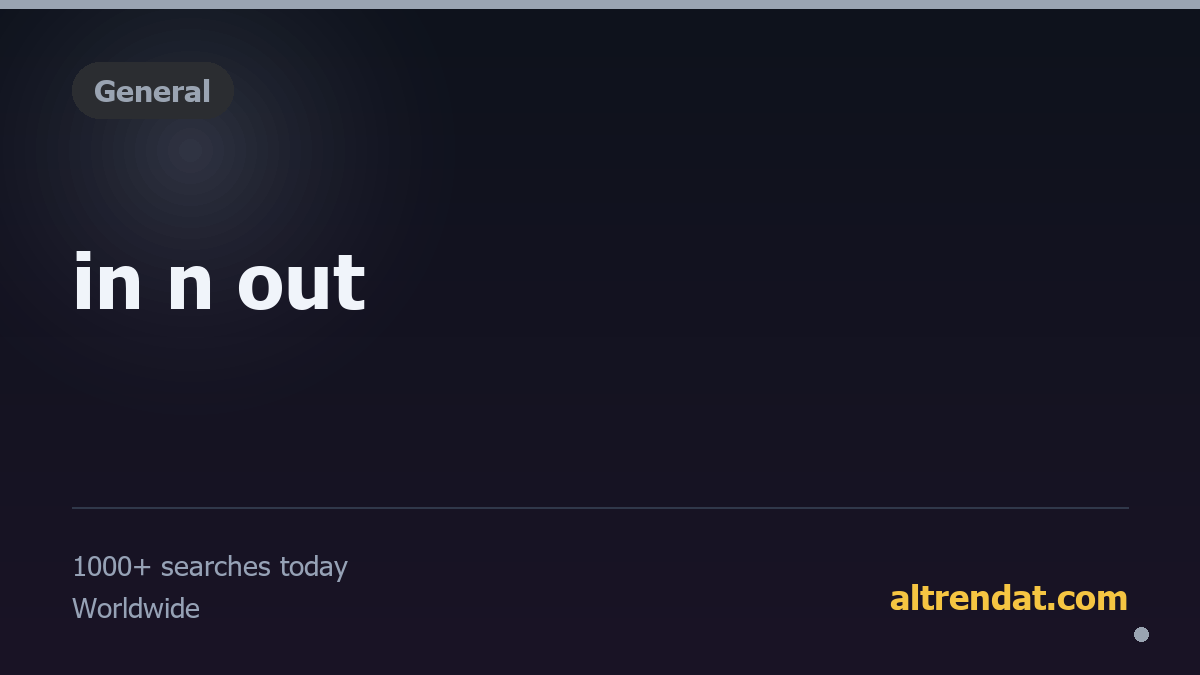 General
in n out
1000+ searches today
Worldwide
altrendat.com